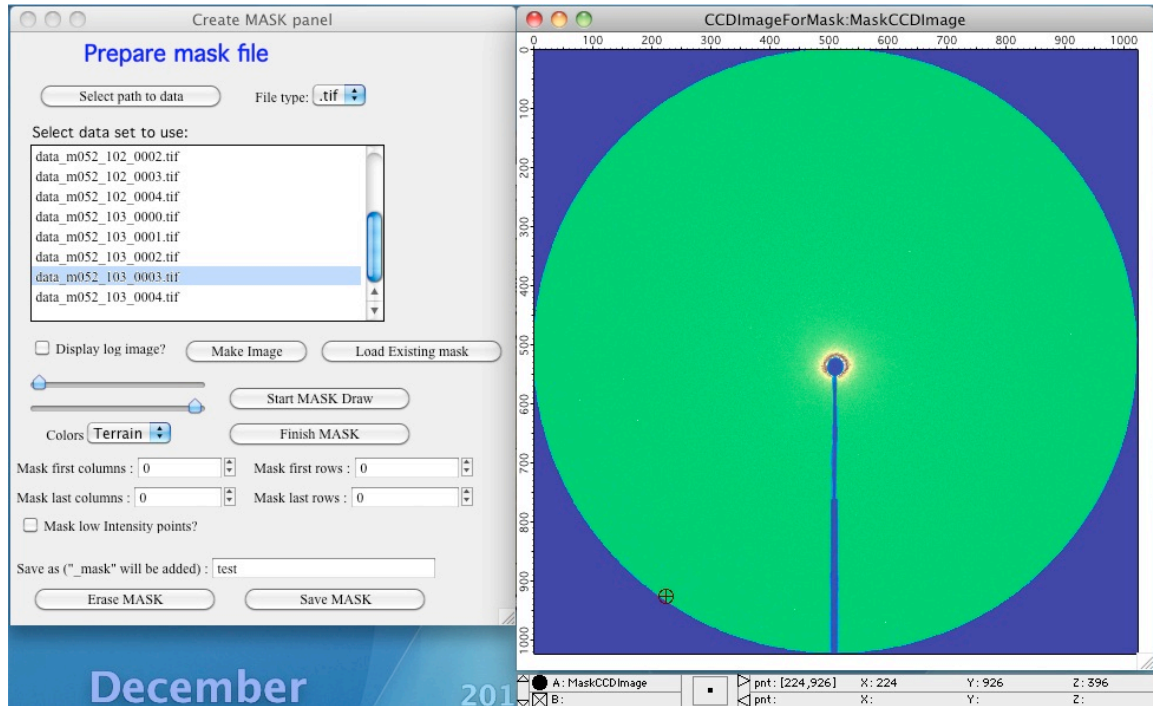 Create MASK panel
Prepare mask file
Select path to data File type: .tif
Select data set to use:
data_m052_102_0002.tif
data_m052_102_0003.tif
data_m052_102_0004.tif
data_m052_103_0000.tif
data_m052_103_0001.tif
data_m052_103_0002.tif
data_m052_103_0003.tif
data_m052_103_0004.tif
Display log image? Make Image Load Existing mask
Start MASK Draw
Colors Terrain Finish MASK
Mask first columns : 0 Mask first rows : 0
Mask last columns : 0 Mask last rows : 0
Mask low Intensity points?
Save as ("_mask" will be added) : test
Erase MASK Save MASK
December 201
CCDImageForMask:MaskCCDImage
0 100 200 300 400 500 600 700 800 900 1000
0
100
200
300
400
500
600
700
800
900
1000
A: MaskCCDImage pnt: [224,926] X: 224 Y: 926 Z: 396
B: pnt: X: Y: Z: